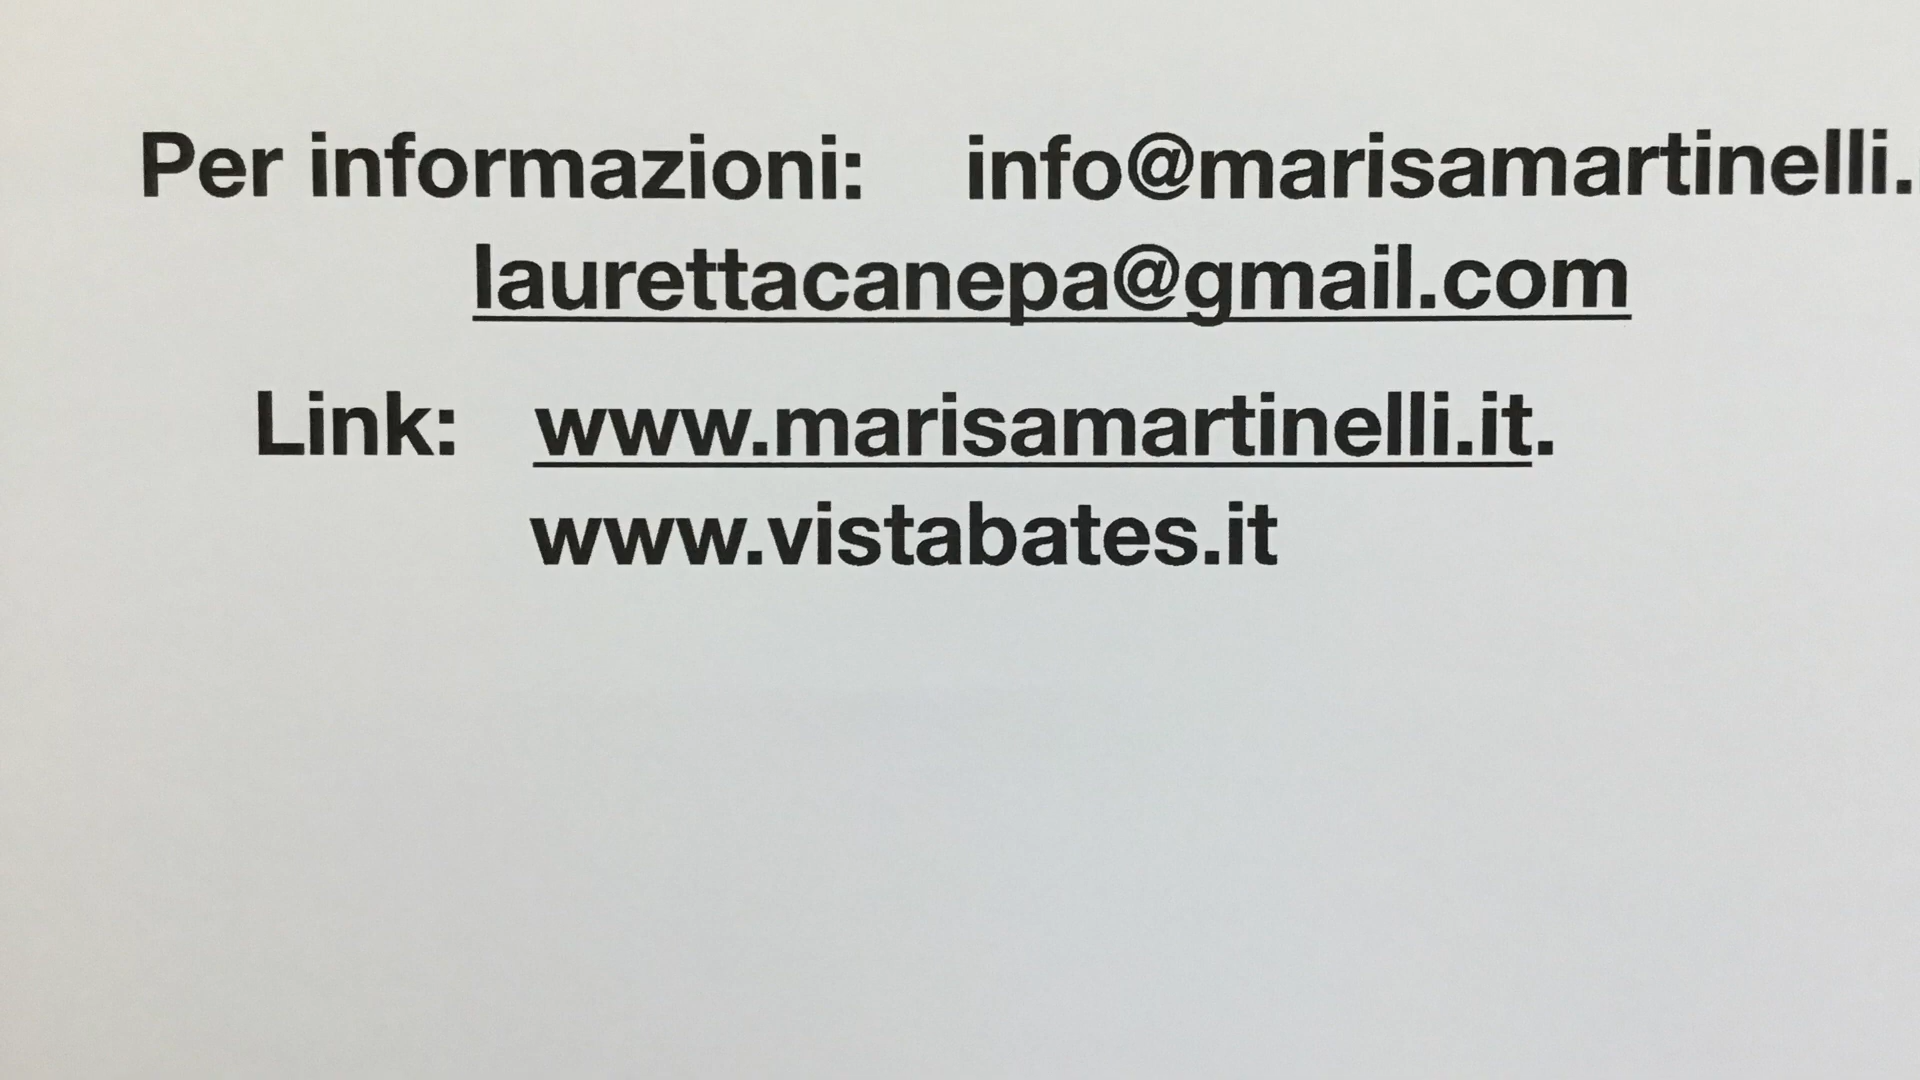 Per informazioni: info@marisamartinelli.
laurettacanepa@gmail.com
Link: www.marisamartinelli.it.
www.vistabates.it